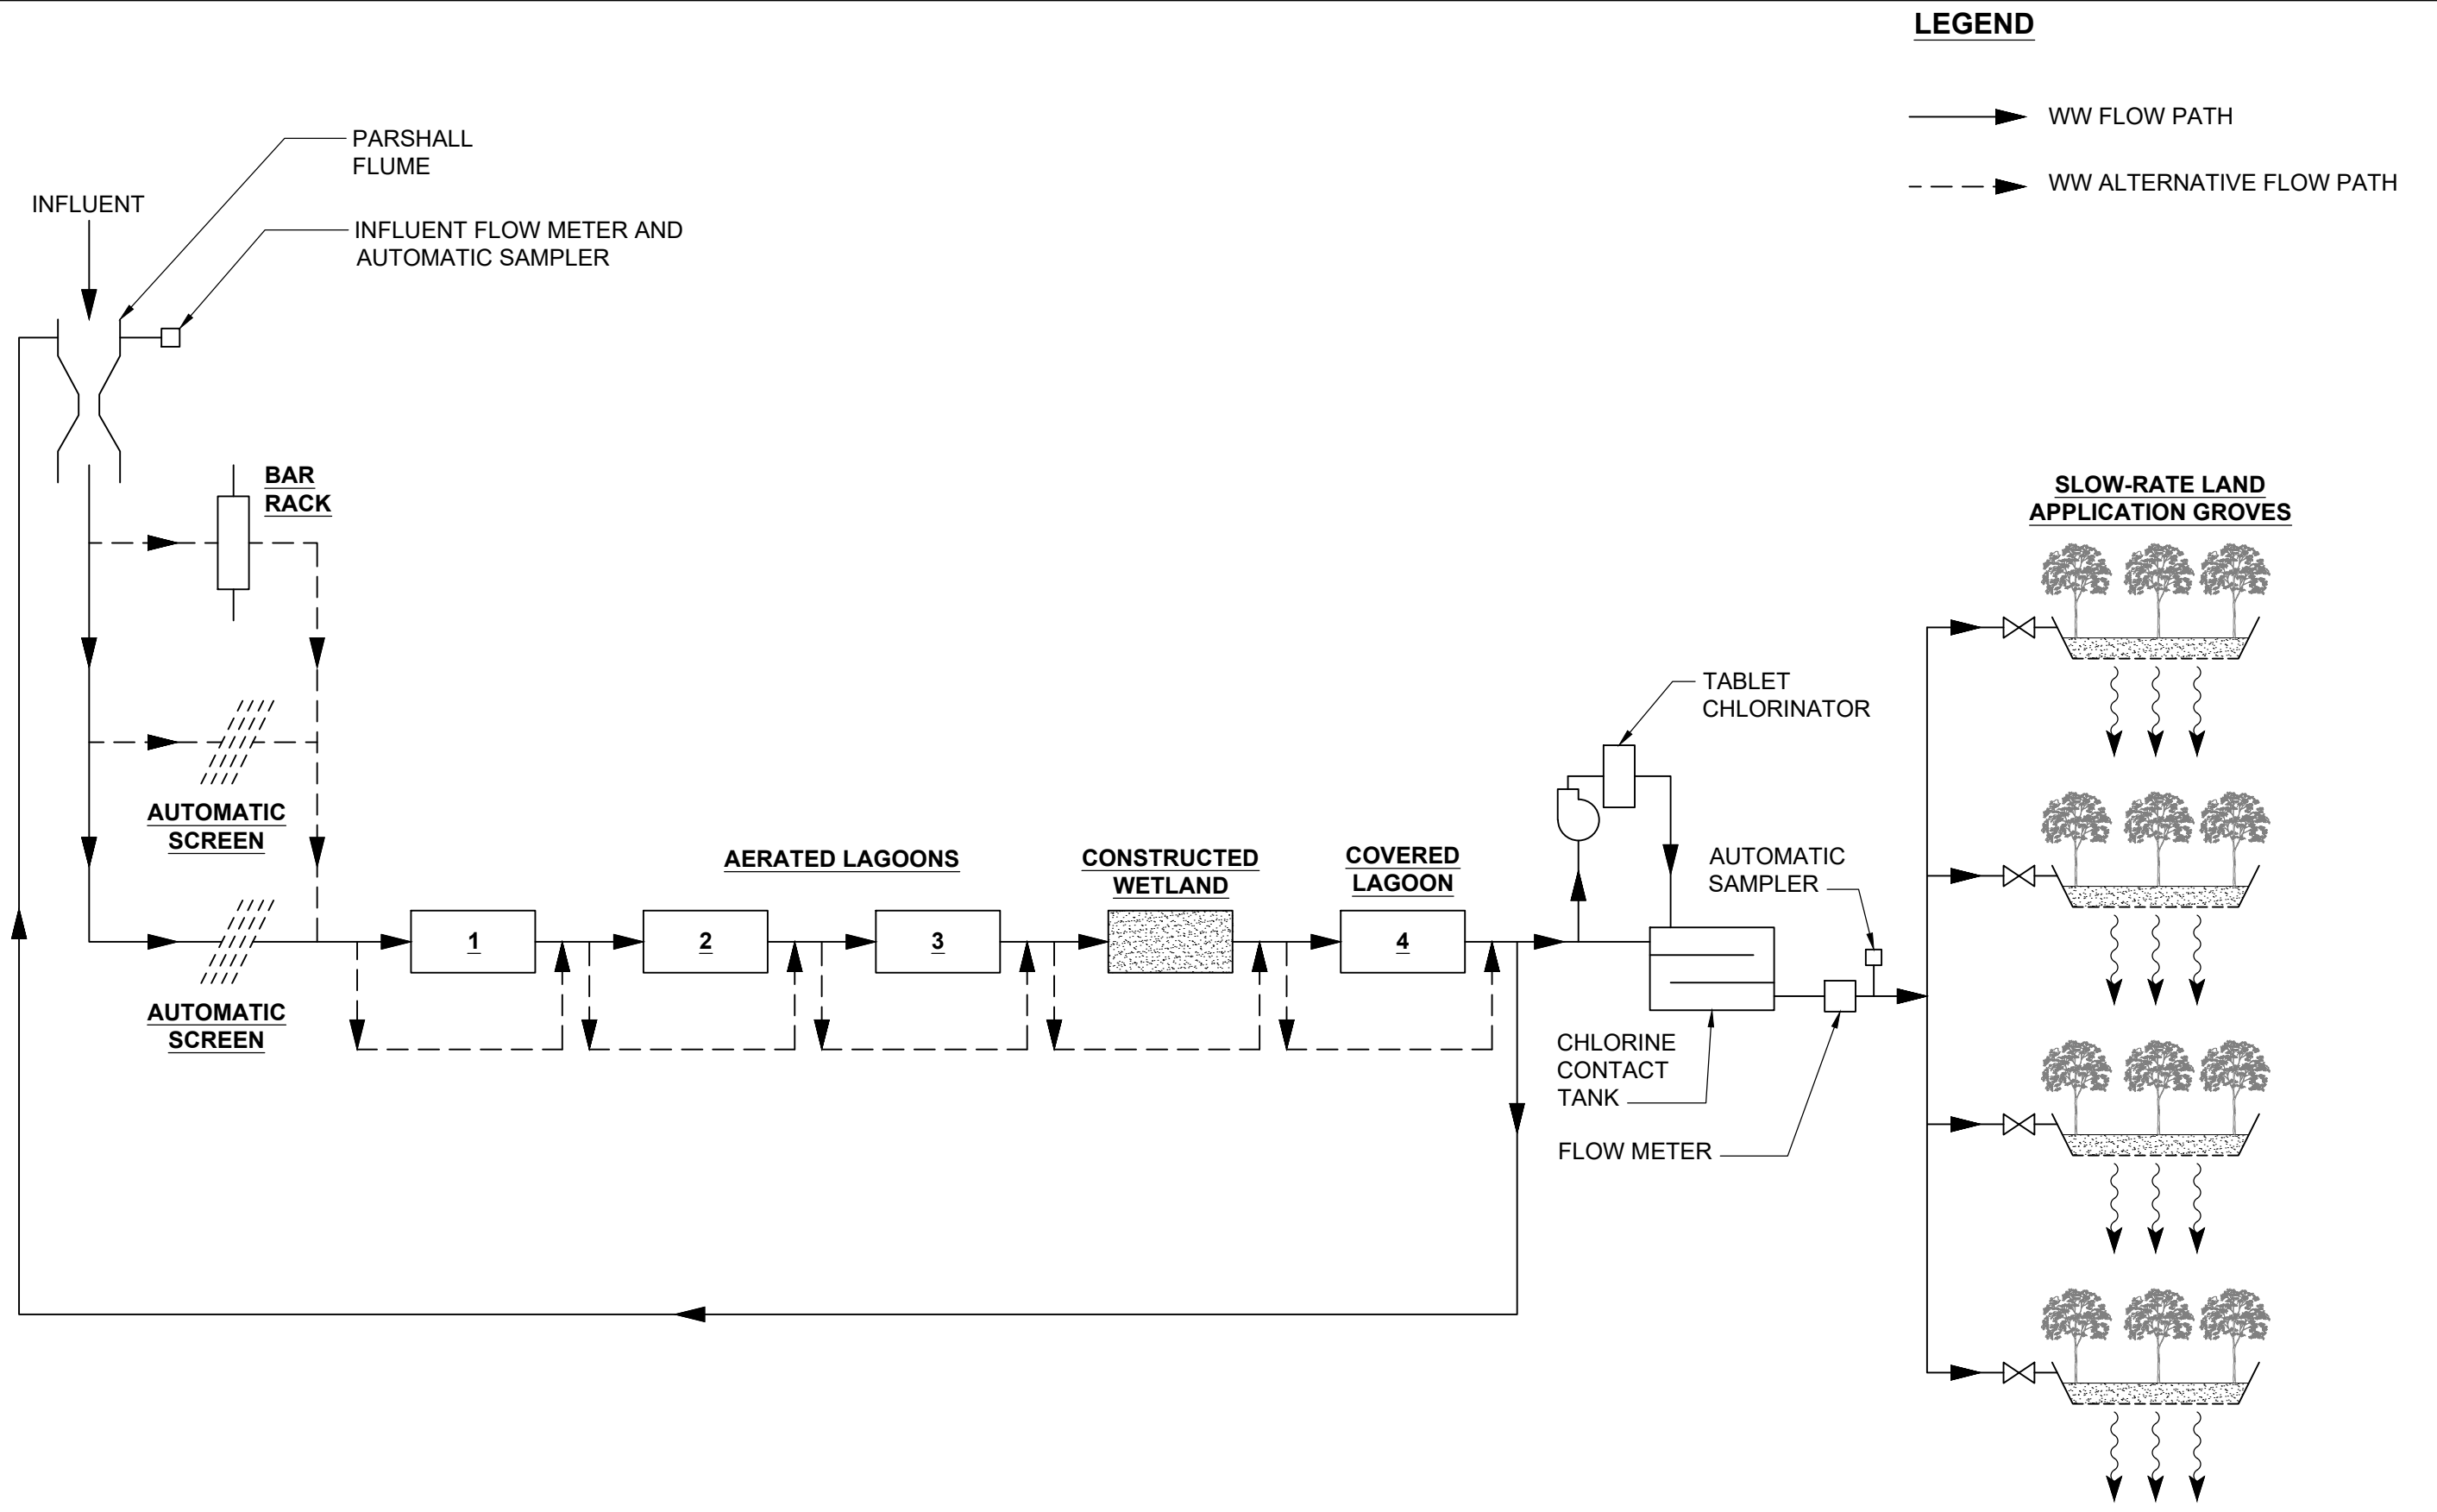 LEGEND
WW FLOW PATH
WW ALTERNATIVE FLOW PATH
PARSHALL
FLUME
INFLUENT
INFLUENT FLOW METER AND
AUTOMATIC SAMPLER
BAR
RACK
SLOW-RATE LAND
APPLICATION GROVES
TABLET
CHLORINATOR
AUTOMATIC
SCREEN
AERATED LAGOONS
CONSTRUCTED
WETLAND
COVERED
LAGOON
AUTOMATIC
SAMPLER
1
2
3
4
AUTOMATIC
SCREEN
CHLORINE
CONTACT
TANK
FLOW METER